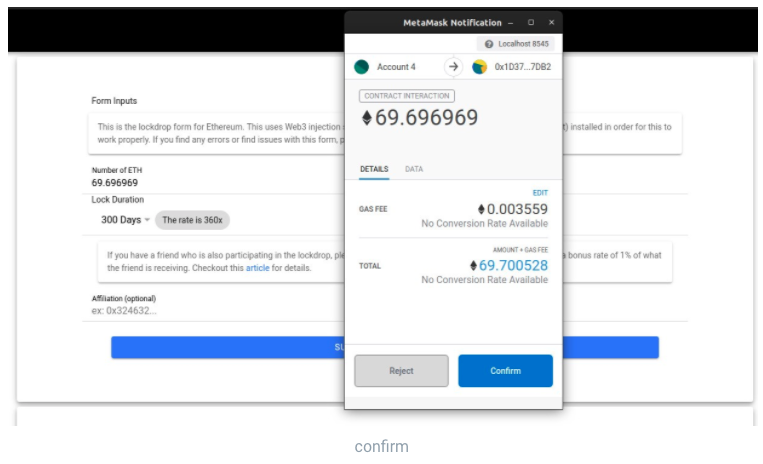 MetaMask Notification
Localhost 8545
Account 4
0x1D37...7DB2
CONTRACT INTERACTION
69.696969
DETAILS DATA
EDIT
GAS FEE
0.003559
No Conversion Rate Available
AMOUNT + GAS FEE
TOTAL
69.700528
No Conversion Rate Available
Reject
Confirm
Form Inputs
This is the lockdrop form for Ethereum. This uses Web3 injection
t) installed in order for this to
work properly. If you find any errors or find issues with this form, p
Number of ETH
69.696969
Lock Duration
300 Days
The rate is 360x
If you have a friend who is also participating in the lockdrop, ple
a bonus rate of 1% of what
the friend is receiving. Checkout this article for details.
Affiliation (optional)
ex: 0x324632...
SU
confirm